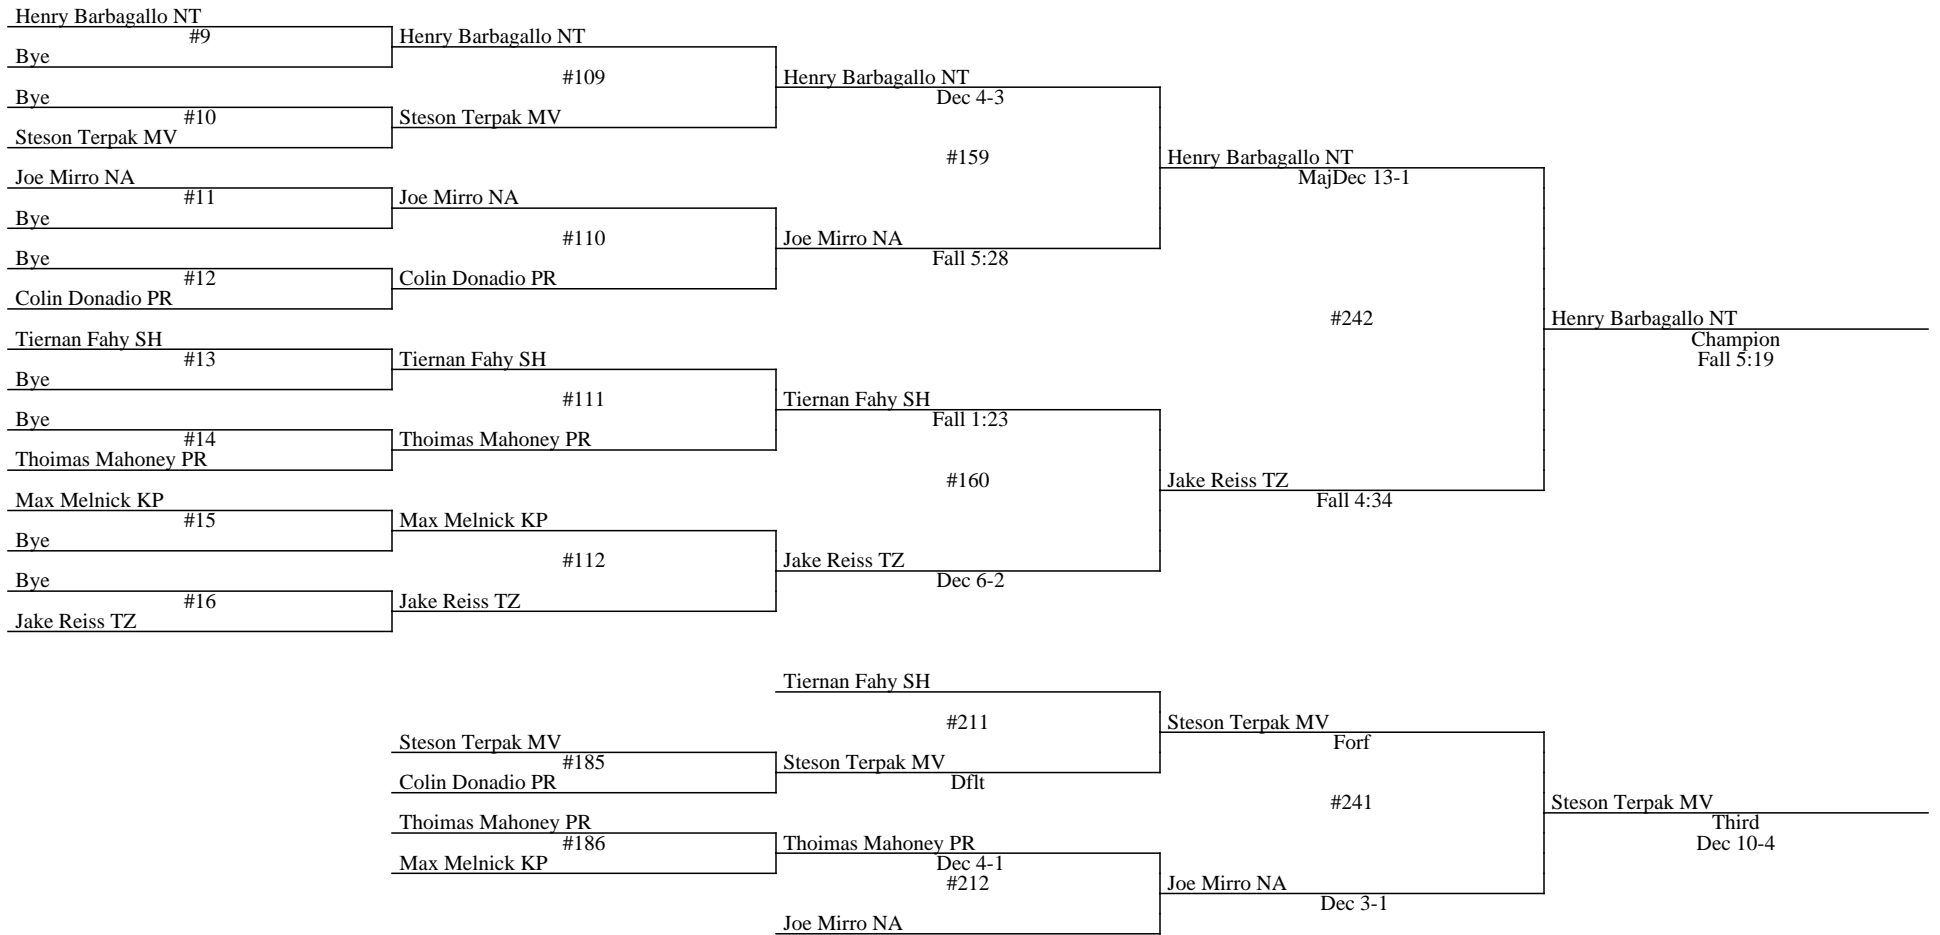 Henry Barbagallo NT
#9
Bye
Bye
#10
Steson Terpak MV
Joe Mirro NA
#11
Bye
Bye
#12
Colin Donadio PR
Tiernan Fahy SH
#13
Bye
Bye
#14
Thoimas Mahoney PR
Max Melnick KP
#15
Bye
Bye
#16
Jake Reiss TZ
Henry Barbagallo NT
#109
Steson Terpak MV
Joe Mirro NA
#110
Colin Donadio PR
Tiernan Fahy SH
#111
Thoimas Mahoney PR
Max Melnick KP
#112
Jake Reiss TZ
Henry Barbagallo NT
Dec 4-3
#159
Joe Mirro NA
Fall 5:28
Tiernan Fahy SH
Fall 1:23
#160
Jake Reiss TZ
Dec 6-2
Henry Barbagallo NT
MajDec 13-1
#242
Jake Reiss TZ
Fall 4:34
Henry Barbagallo NT
Champion
Fall 5:19
Steson Terpak MV
#185
Colin Donadio PR
Thoimas Mahoney PR
#186
Max Melnick KP
Tiernan Fahy SH
#211
Steson Terpak MV
Dflt
Thoimas Mahoney PR
Dec 4-1
#212
Joe Mirro NA
Steson Terpak MV
Forf
#241
Joe Mirro NA
Dec 3-1
Steson Terpak MV
Third
Dec 10-4